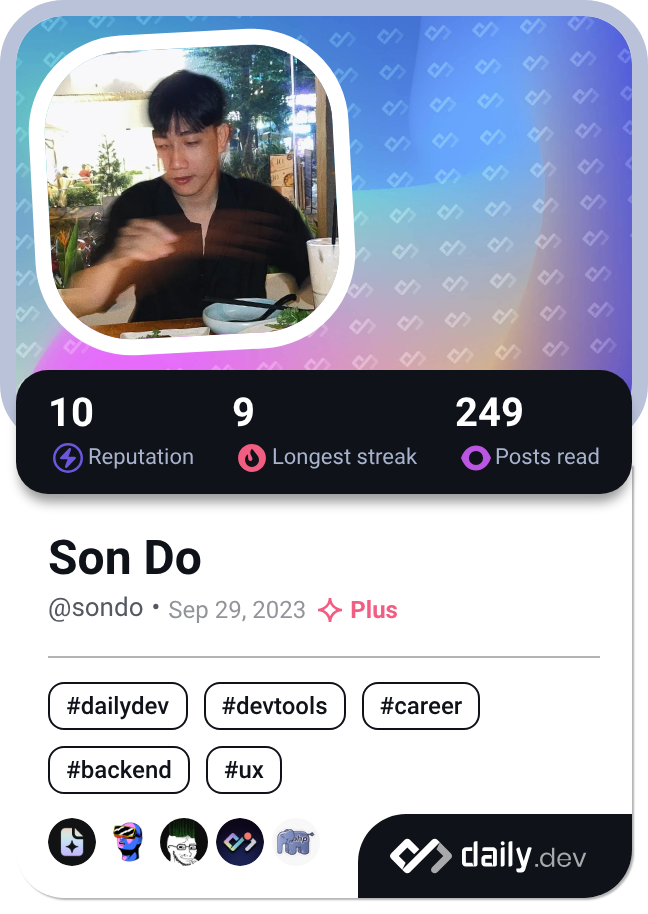 10
9
249
Reputation
Longest streak
Posts read
Son Do
@sondo • Sep 29, 2023 Plus
#dailydev
#devtools
#career
#backend
#ux
php
daily.dev